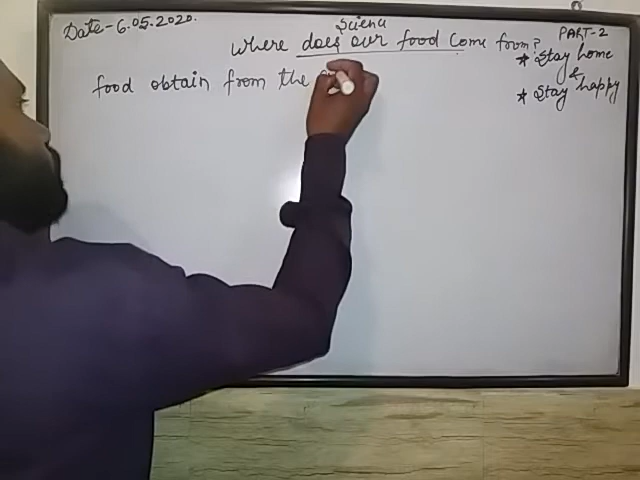 Date-6.05.2020.
Science
PART-2
Where does our food Come from?
* Stay home
&
* Stay happy
food obtain from the